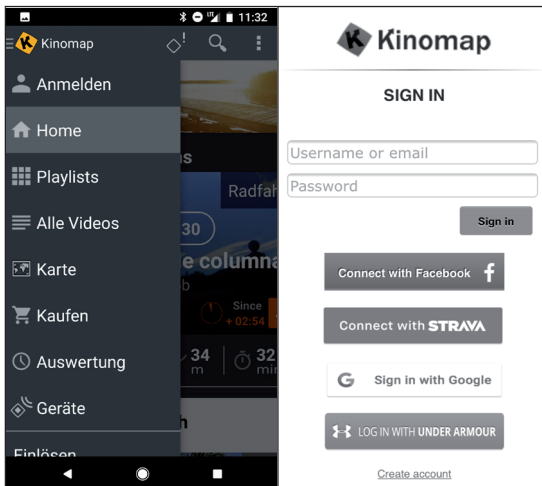 LTE 11:32
Kinomap
Anmelden
Home
Playlists
Alle Videos
Karte
Kaufen
Auswertung
Geräte
Einlösen
s
Radfah
30
e columna
b
Since
+ 02:54
34
m
32
min
h
Kinomap
SIGN IN
Username or email
Password
Sign in
Connect with Facebook f
Connect with STRAVA
G Sign in with Google
LOG IN WITH UNDER ARMOUR
Create account